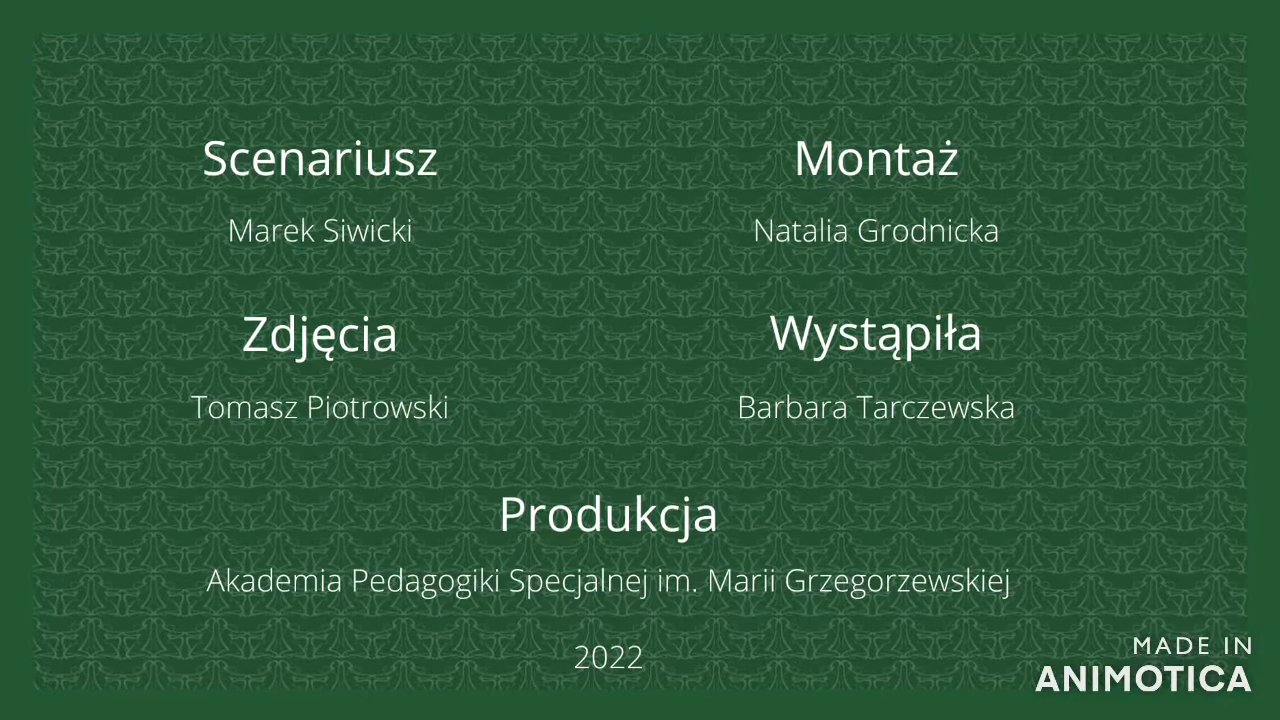 Scenariusz
Marek Siwicki
Montaż
Natalia Grodnicka
Zdjęcia
Tomasz Piotrowski
Wystąpiła
Barbara Tarczewska
Produkcja
Akademia Pedagogiki Specjalnej im. Marii Grzegorzewskiej
2022
MADE IN
ANIMOTICA